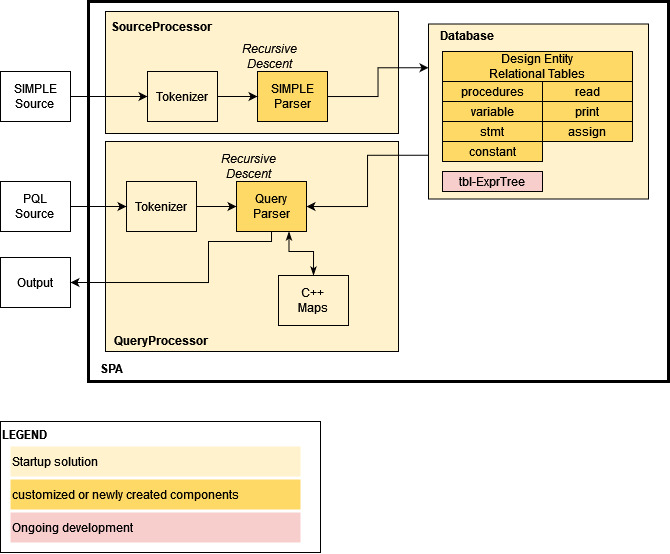 SourceProcessor
Recursive
Descent
SIMPLE
Source
Tokenizer
SIMPLE
Parser
Database
Design Entity
Relational Tables
procedures
read
variable
print
stmt
assign
constant
tbl-ExprTree
Recursive
Descent
PQL
Source
Tokenizer
Query
Parser
Output
C++
Maps
QueryProcessor
SPA
LEGEND
Startup solution
customized or newly created components
Ongoing development